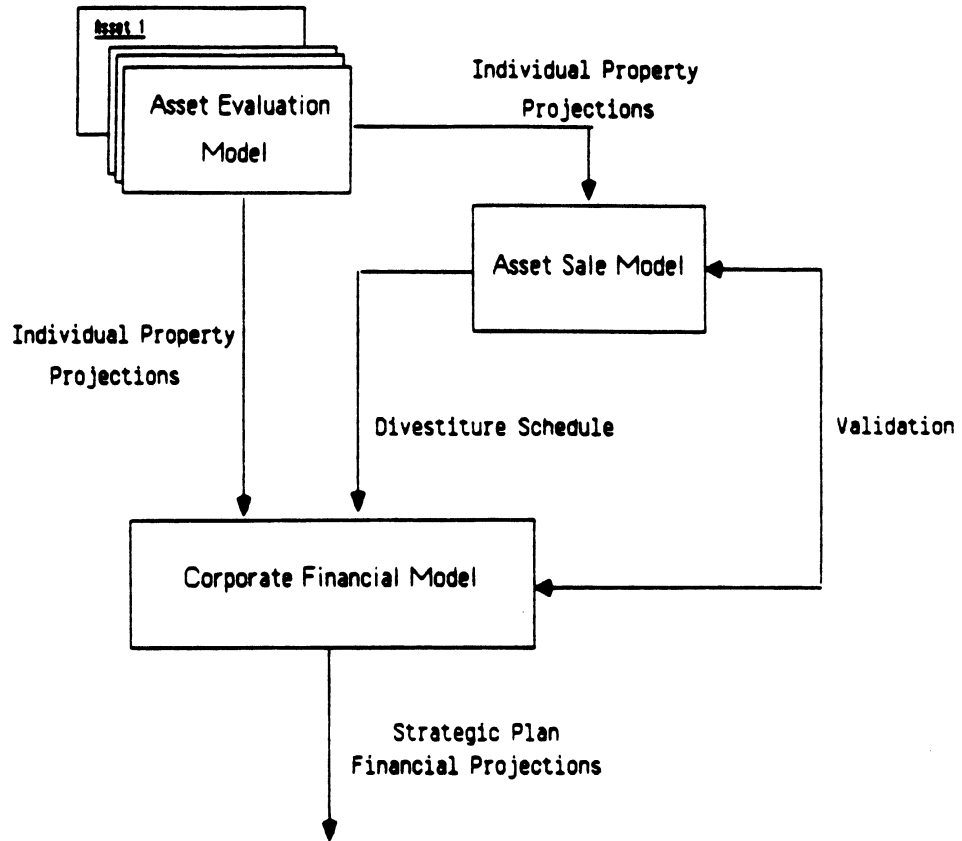 Asset 1
Asset Evaluation
Model
Individual Property
Projections
Asset Sale Model
Individual Property
Projections
Divestiture Schedule
Validation
Corporate Financial Model
Strategic Plan
Financial Projections